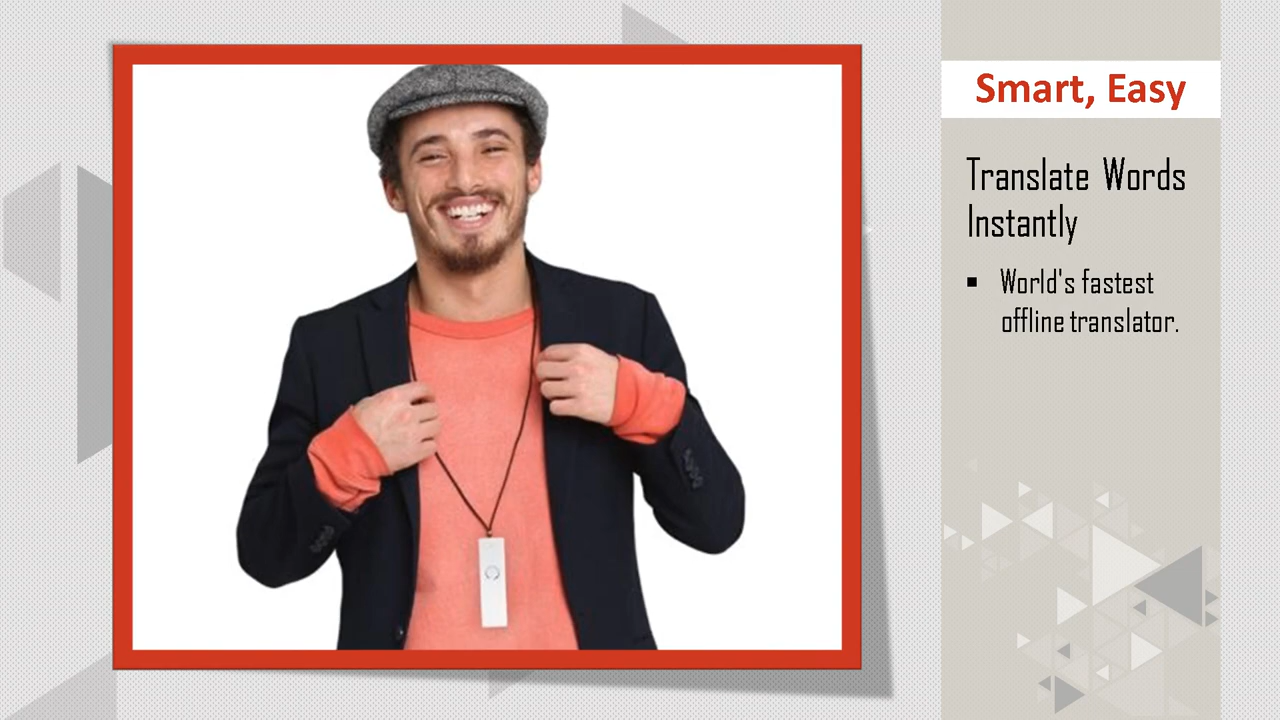 Smart, Easy
Translate Words
Instantly
World's fastest
offline translator.